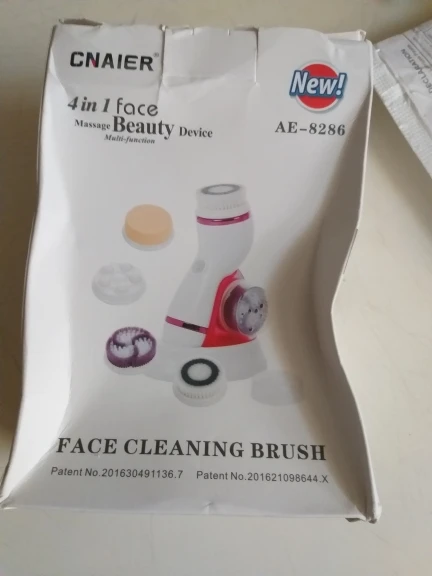 CNAIER®
New!
4 in 1 face
Massage Beauty Device
Multi-function
AE-8286
FACE CLEANING BRUSH
Patent No.201630491136.7 Patent No.201621098644.X